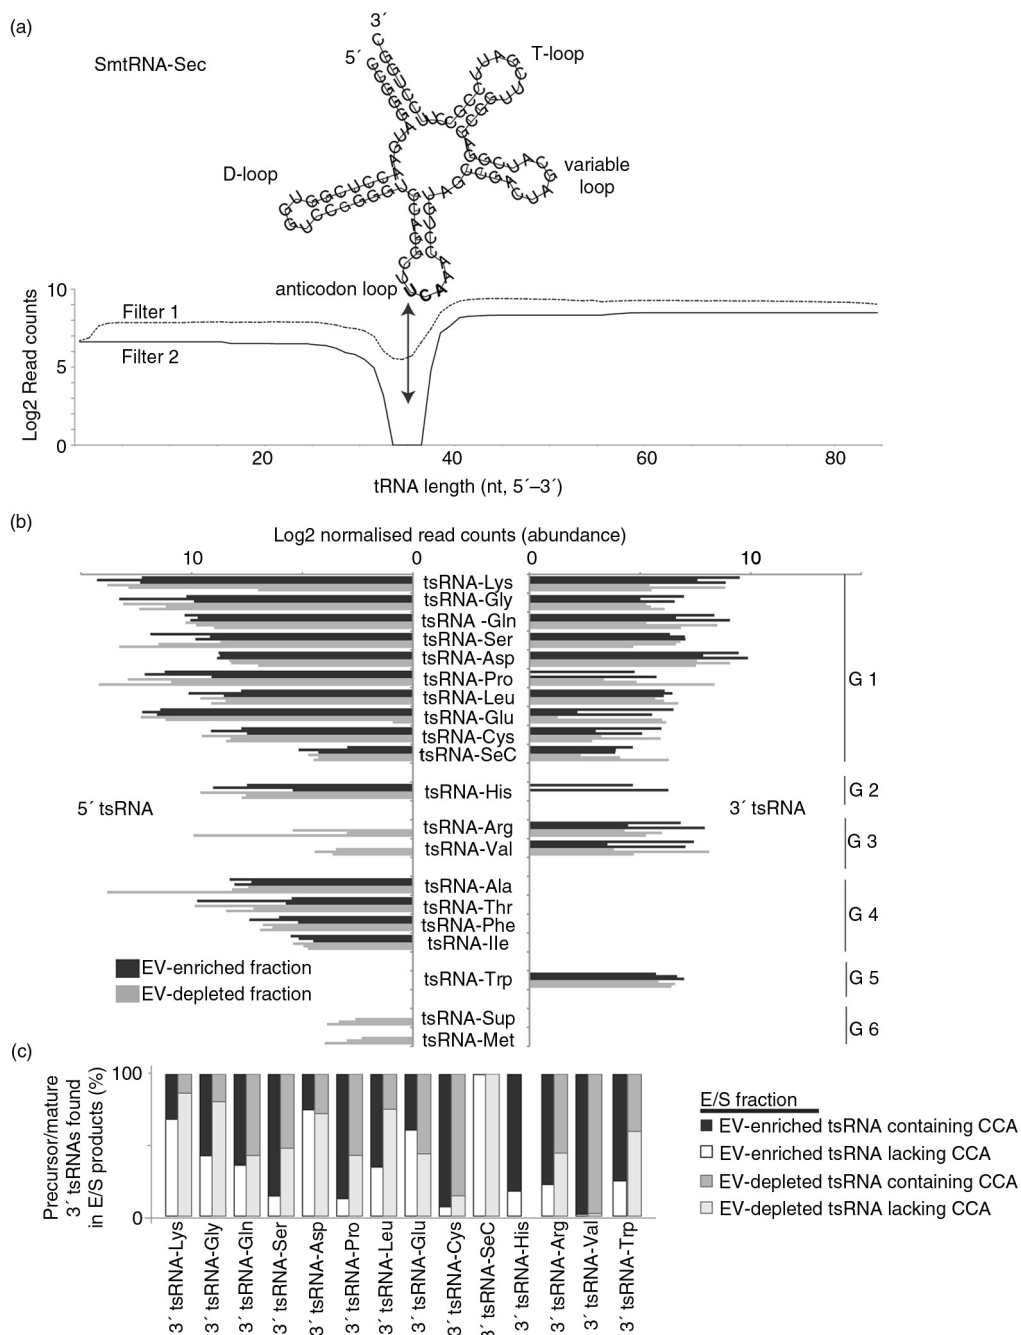 (a)
SmtRNA-Sec
3´
5´
T-loop
D-loop
variable
loop
anticodon loop
UCA
10
5
0
Log2 Read counts
Filter 1
Filter 2
20
40
60
80
tRNA length (nt, 5´–3´)
(b)
Log2 normalised read counts (abundance)
10
0
0
10
tsRNA-Lys
tsRNA-Gly
tsRNA -Gln
tsRNA-Ser
tsRNA-Asp
tsRNA-Pro
tsRNA-Leu
tsRNA-Glu
tsRNA-Cys
tsRNA-SeC
G 1
5´ tsRNA
tsRNA-His
3´ tsRNA
G 2
tsRNA-Arg
tsRNA-Val
G 3
tsRNA-Ala
tsRNA-Thr
tsRNA-Phe
tsRNA-Ile
G 4
EV-enriched fraction
EV-depleted fraction
tsRNA-Trp
G 5
tsRNA-Sup
tsRNA-Met
G 6
(c)
Precursor/mature
3´ tsRNAs found
in E/S products (%)
100
0
3´ tsRNA-Lys
3´ tsRNA-Gly
3´ tsRNA-Gln
3´ tsRNA-Ser
3´ tsRNA-Asp
3´ tsRNA-Pro
3´ tsRNA-Leu
3´ tsRNA-Glu
3´ tsRNA-Cys
3´ tsRNA-SeC
3´ tsRNA-His
3´ tsRNA-Arg
3´ tsRNA-Val
3´ tsRNA-Trp
E/S fraction
EV-enriched tsRNA containing CCA
EV-enriched tsRNA lacking CCA
EV-depleted tsRNA containing CCA
EV-depleted tsRNA lacking CCA